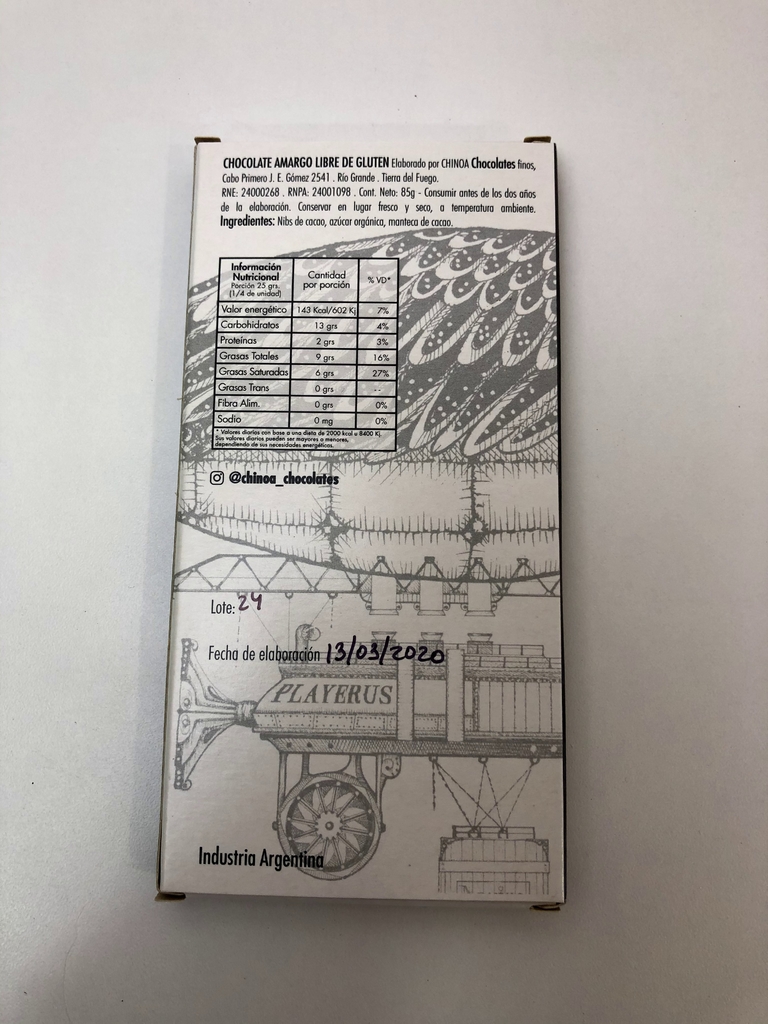 CHOCOLATE AMARGO LIBRE DE GLUTEN Elaborado por CHINOA Chocolates finos,
Cabo Primero J. E. Gómez 2541 . Río Grande . Tierra del Fuego.
RNE: 24000268 . RNPA: 24001098 . Cont. Neto: 85g - Consumir antes de los dos años
de la elaboración. Conservar en lugar fresco y seco, a temperatura ambiente.
Ingredientes: Nibs de cacao, azúcar orgánica, manteca de cacao.
Información Nutricional Porción 25 grs. (1/4 de unidad) Cantidad por porción % VD*
Valor energético 143 Kcal/602 Kj 7%
Carbohidratos 13 grs 4%
Proteínas 2 grs 3%
Grasas Totales 9 grs 16%
Grasas Saturadas 6 grs 27%
Grasas Trans 0 grs --
Fibra Alim. 0 grs 0%
Sodio 0 mg 0%
* Valores diarios con base a una dieta de 2000 kcal u 8400 Kj.
Sus valores diarios pueden ser mayores o menores,
dependiendo de sus necesidades energéticas.
@chinoa_chocolates
Lote: 24
Fecha de elaboración 13/03/2020
PLAYERUS
Industria Argentina